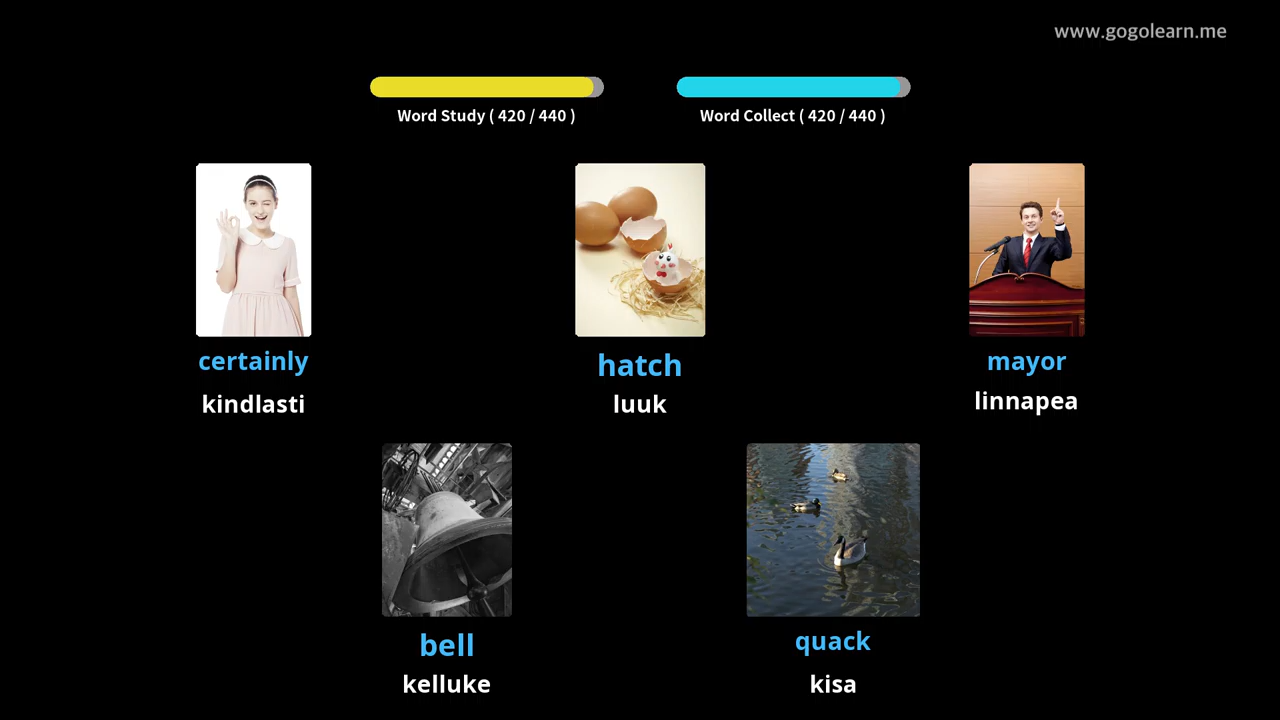 www.gogolearn.me
Word Study ( 420 / 440 )
Word Collect ( 420 / 440 )
certainly
kindlasti
hatch
luuk
mayor
linnapea
bell
kelluke
quack
kisa